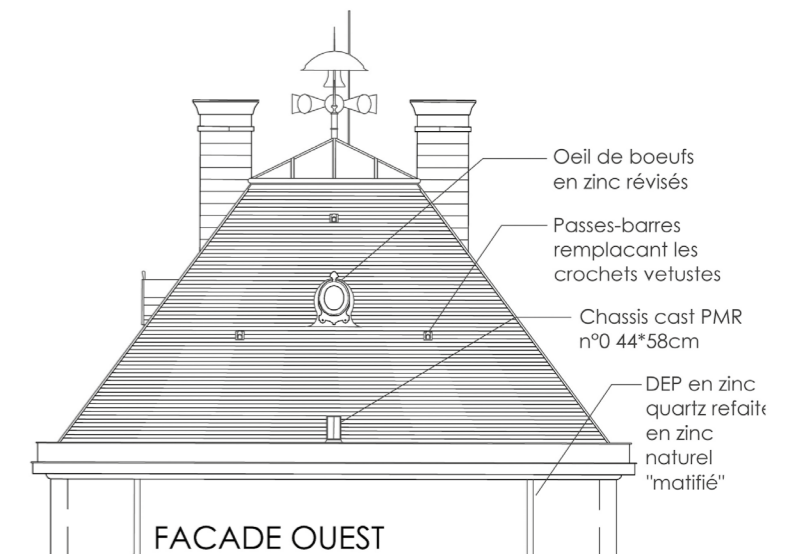 Oeil de boeufs
en zinc révisés
Passes-barres
remplacant les
crochets vetustes
Chassis cast PMR
n°0 44*58cm
DEP en zinc
quartz refaite
en zinc
naturel
"matifié"
FACADE OUEST